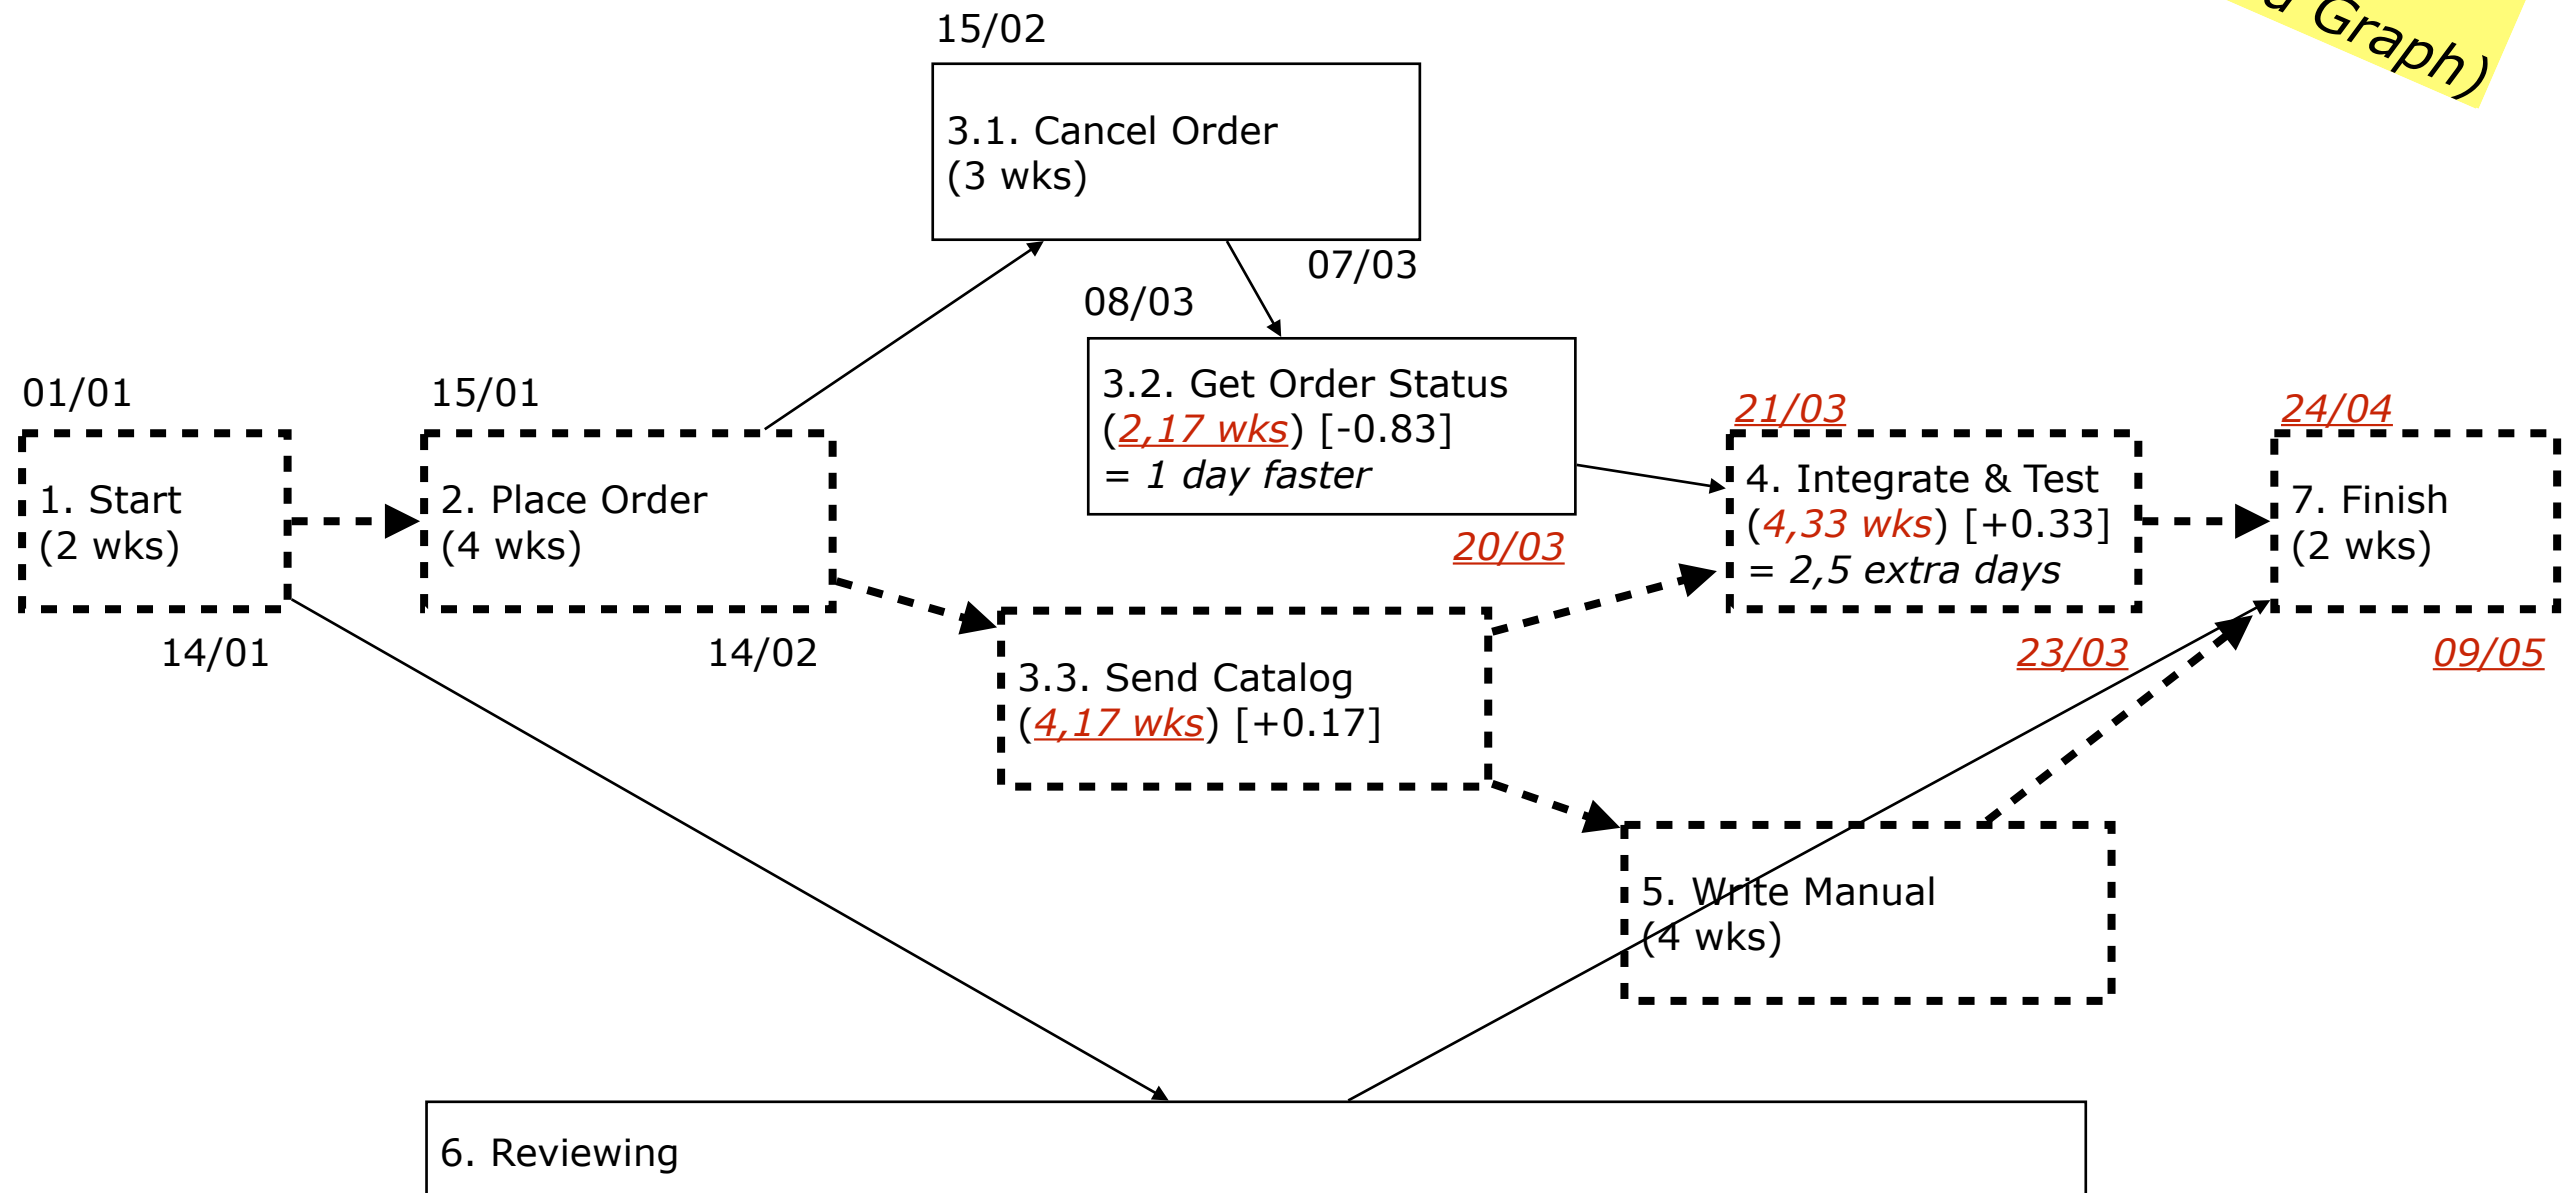 Graph)
15/02
3.1. Cancel Order
(3 wks)
07/03
08/03
3.2. Get Order Status
(2,17 wks) [-0.83]
= 1 day faster
20/03
01/01
1. Start
(2 wks)
14/01
15/01
2. Place Order
(4 wks)
14/02
3.3. Send Catalog
(4,17 wks) [+0.17]
21/03
4. Integrate & Test
(4,33 wks) [+0.33]
= 2,5 extra days
23/03
24/04
7. Finish
(2 wks)
09/05
5. Write Manual
(4 wks)
6. Reviewing